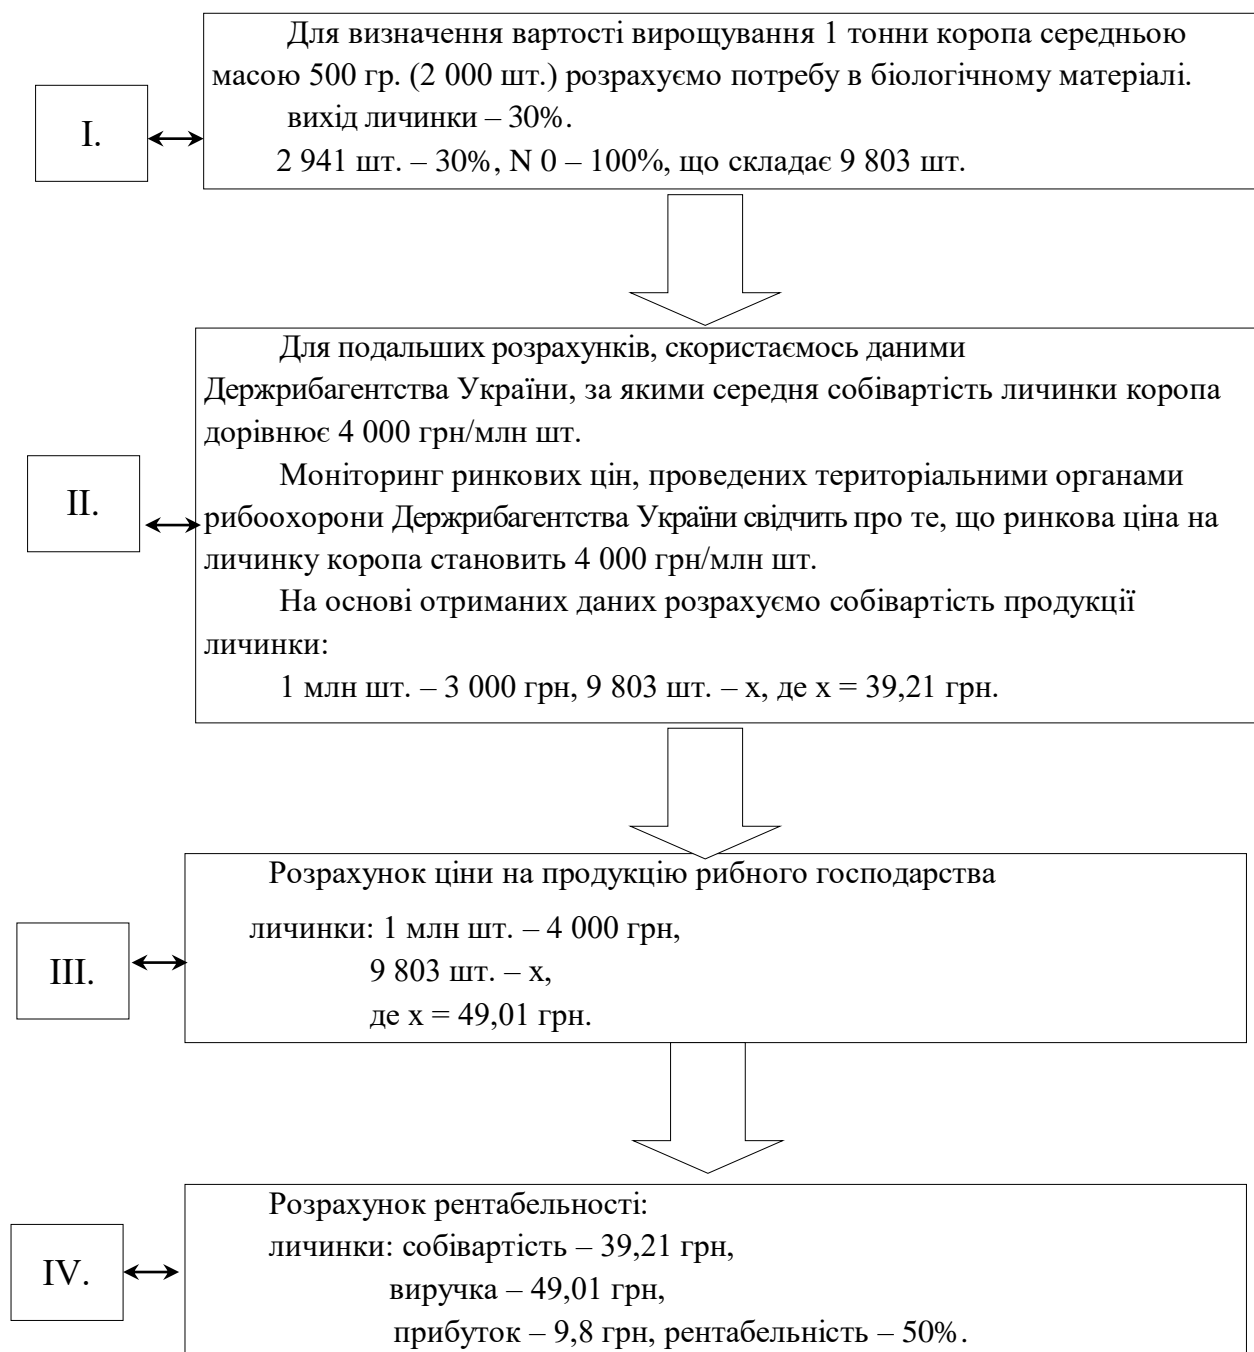 Для визначення вартості вирощування 1 тонни коропа середньою
масою 500 гр. (2 000 шт.) розрахуємо потребу в біологічному матеріалі.
I.
вихід личинки – 30%.
2 941 шт. – 30%, N 0 – 100%, що складає 9 803 шт.
Для подальших розрахунків, скористаємось даними
Держрибагентства України, за якими середня собівартість личинки коропа
дорівнює 4 000 грн/млн шт.
Моніторинг ринкових цін, проведених територіальними органами
II.
рибоохорони Держрибагентства України свідчить про те, що ринкова ціна на
личинку коропа становить 4 000 грн/млн шт.
На основі отриманих даних розрахуємо собівартість продукції
личинки:
1 млн шт. – 3 000 грн, 9 803 шт. – х, де х = 39,21 грн.
Розрахунок ціни на продукцію рибного господарства
личинки: 1 млн шт. – 4 000 грн,
III.
9 803 шт. – х,
де х = 49,01 грн.
Розрахунок рентабельності:
личинки: собівартість – 39,21 грн,
IV.
виручка – 49,01 грн,
прибуток – 9,8 грн, рентабельність – 50%.